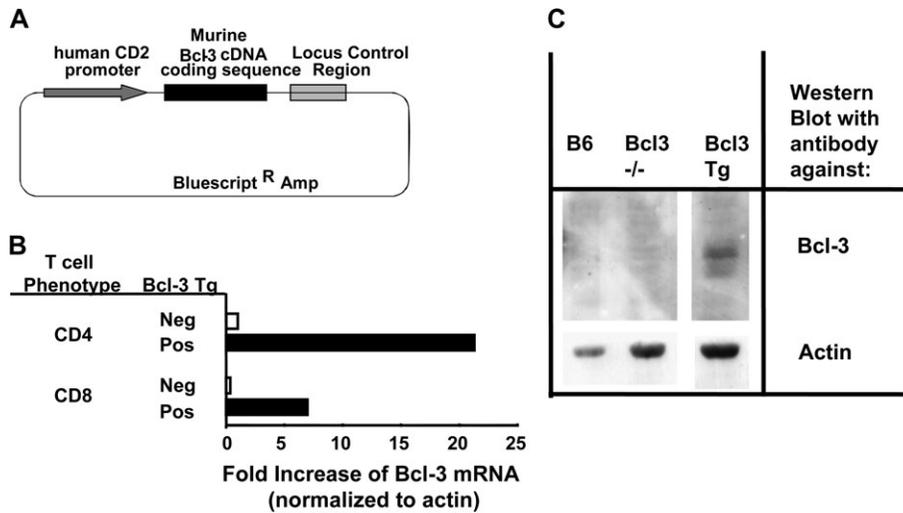 A
human CD2
promoter
Murine
Bcl-3 cDNA
coding sequence
Locus Control
Region
Bluescript R Amp
B
T cell
Phenotype
Bcl-3 Tg
CD4
Neg
Pos
CD8
Neg
Pos
0 5 10 15 20 25
Fold Increase of Bcl-3 mRNA
(normalized to actin)
C
B6
Bcl3
-/-
Bcl3
Tg
Western
Blot with
antibody
against:
Bcl-3
Actin